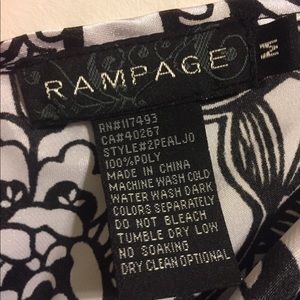 RAMPAGE
M
RN#117493
CA#40267
STYLE#2PEALJO
100%POLY
MADE IN CHINA
MACHINE WASH COLD
WATER WASH DARK
COLORS SEPARATELY
DO NOT BLEACH
TUMBLE DRY LOW
NO SOAKING
DRY CLEAN OPTIONAL